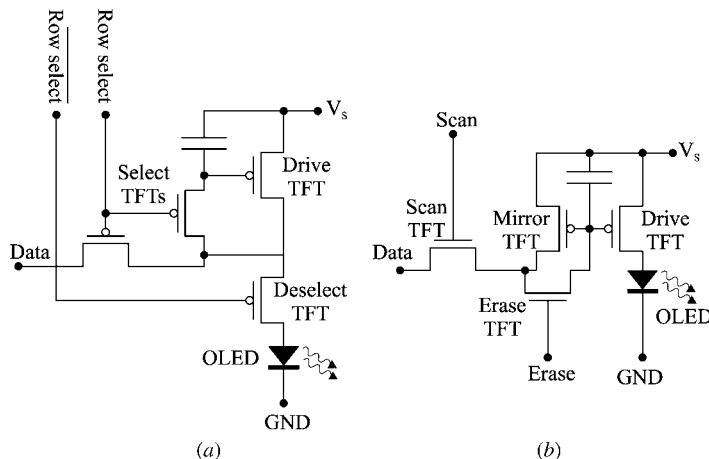 Row select
Row select
V_s
Select
TFTs
Drive
TFT
Data
Deselect
TFT
OLED
GND
(a)
Scan
V_s
Scan
TFT
Mirror
TFT
Drive
TFT
Data
Erase
TFT
OLED
Erase
GND
(b)